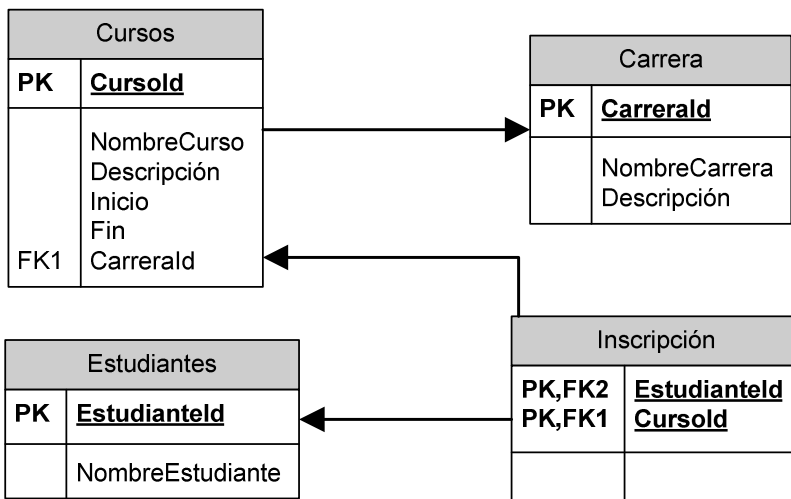 Cursos
PK CursoId
NombreCurso
Descripción
Inicio
Fin
FK1 CarreraId
Carrera
PK CarreraId
NombreCarrera
Descripción
Estudiantes
PK EstudianteId
NombreEstudiante
Inscripción
PK,FK2 EstudianteId
PK,FK1 CursoId